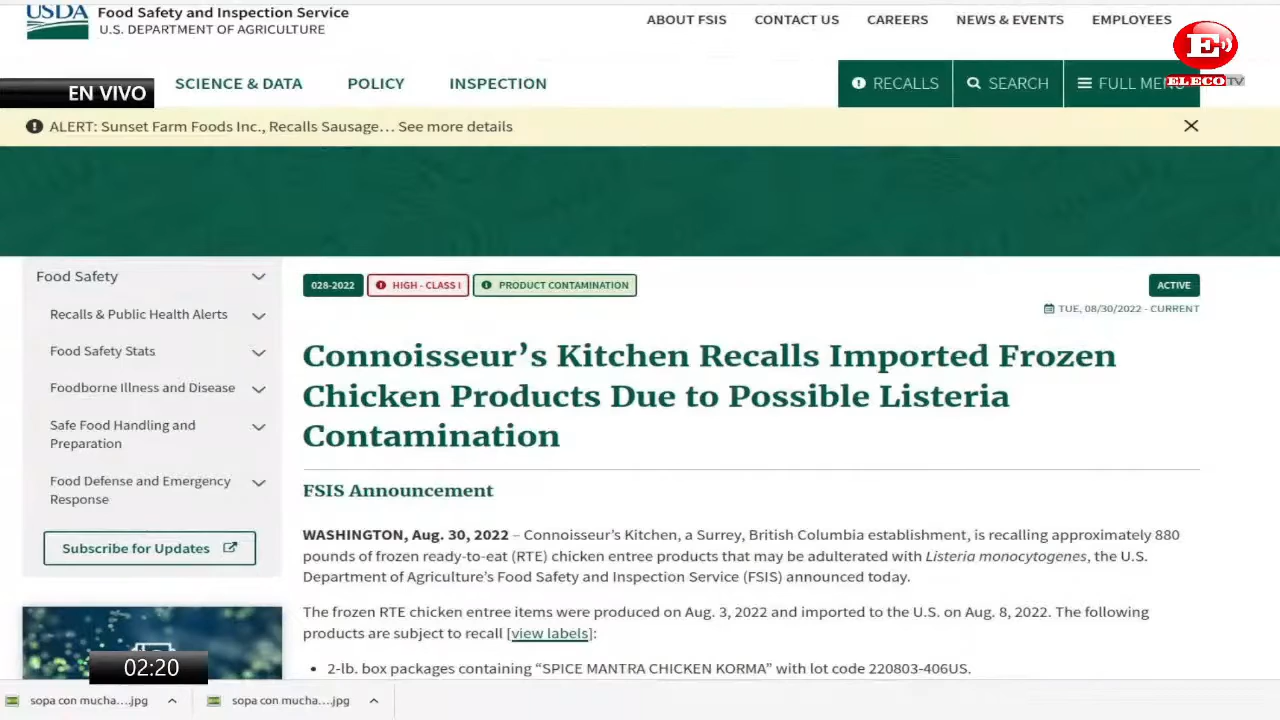 USDA Food Safety and Inspection Service
U.S. DEPARTMENT OF AGRICULTURE
ABOUT FSIS CONTACT US CAREERS NEWS & EVENTS EMPLOYEES
E
ELECO TV
EN VIVO
SCIENCE & DATA POLICY INSPECTION
RECALLS SEARCH FULL MENU
ALERT: Sunset Farm Foods Inc., Recalls Sausage… See more details
Food Safety
Recalls & Public Health Alerts
Food Safety Stats
Foodborne Illness and Disease
Safe Food Handling and
Preparation
Food Defense and Emergency
Response
Subscribe for Updates
028-2022 HIGH - CLASS I PRODUCT CONTAMINATION
ACTIVE
TUE, 08/30/2022 - CURRENT
Connoisseur’s Kitchen Recalls Imported Frozen
Chicken Products Due to Possible Listeria
Contamination
FSIS Announcement
WASHINGTON, Aug. 30, 2022 – Connoisseur’s Kitchen, a Surrey, British Columbia establishment, is recalling approximately 880
pounds of frozen ready-to-eat (RTE) chicken entree products that may be adulterated with Listeria monocytogenes, the U.S.
Department of Agriculture’s Food Safety and Inspection Service (FSIS) announced today.
The frozen RTE chicken entree items were produced on Aug. 3, 2022 and imported to the U.S. on Aug. 8, 2022. The following
products are subject to recall [view labels]:
• 2-lb. box packages containing “SPICE MANTRA CHICKEN KORMA” with lot code 220803-406US.
02:20
sopa con mucha....jpg sopa con mucha....jpg